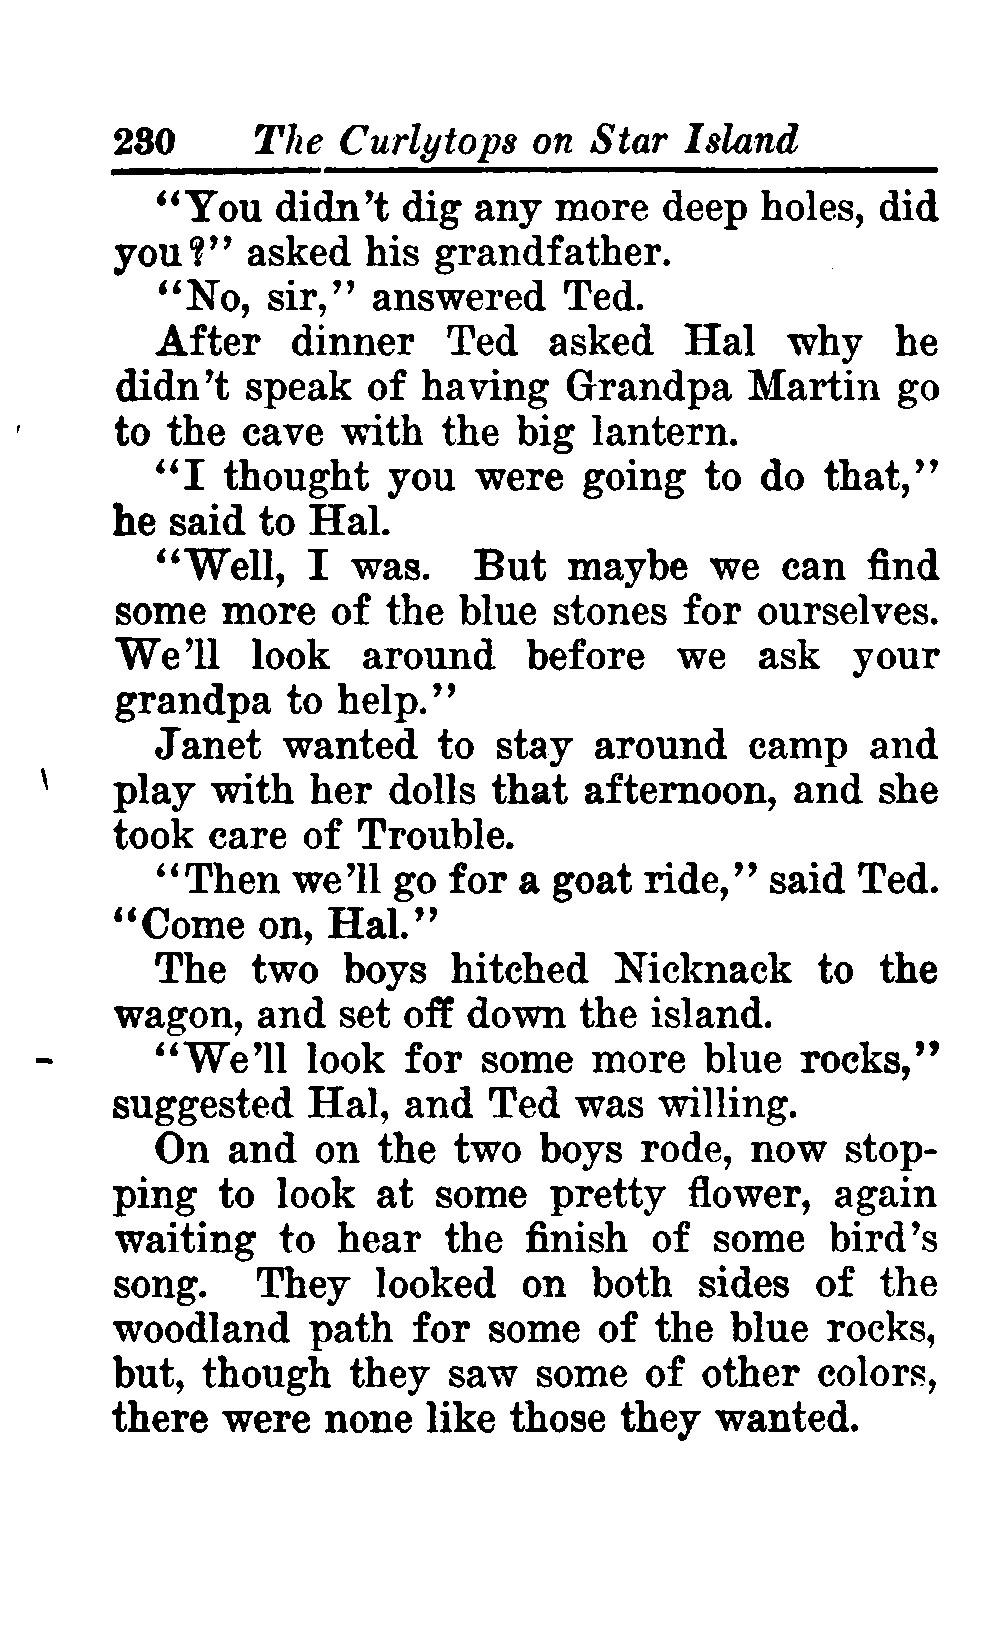 230 The Curlytops on Star Island
"You didn't dig any more deep holes, did
you?" asked his grandfather.
"No, sir," answered Ted.
After dinner Ted asked Hal why he
didn't speak of having Grandpa Martin go
to the cave with the big lantern.
"I thought you were going to do that,"
he said to Hal.
"Well, I was. But maybe we can find
some more of the blue stones for ourselves.
We'll look around before we ask your
grandpa to help."
Janet wanted to stay around camp and
play with her dolls that afternoon, and she
took care of Trouble.
"Then we'll go for a goat ride," said Ted.
"Come on, Hal."
The two boys hitched Nicknack to the
wagon, and set off down the island.
"We'll look for some more blue rocks,"
suggested Hal, and Ted was willing.
On and on the two boys rode, now stop-
ping to look at some pretty flower, again
waiting to hear the finish of some bird's
song. They looked on both sides of the
woodland path for some of the blue rocks,
but, though they saw some of other colors,
there were none like those they wanted.